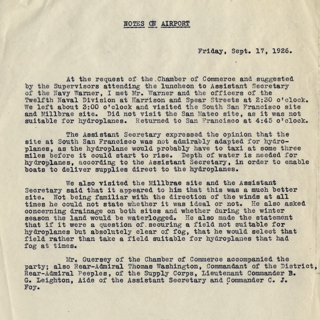 NOTES ON AIRPORT
Friday, Sept. 17, 1926.
At the request of the Chamber of Commerce and suggested
by the Supervisors attending the luncheon to Assistant Secretary
of the Navy Warner, I met Mr. Warner and the officers of the
Twelfth Naval Division at Harrison and Spear Streets at 2:30 o'clock.
We left about 3:00 o'clock and visited the South San Francisco site
and Millbrae site. Did not visit the San Mateo site, as it was not
suitable for hydroplanes. Returned to San Francisco at 4:45 o'clock.
The Assistant Secretary expressed the opinion that the
site at South San Francisco was not admirably adapted for hydro-
planes, as the hydroplane would probably have to taxi at some three
miles before it could start to rise. Depth of water is needed for
hydroplanes, according to the Assistant Secretary, in order to enable
boats to deliver supplies direct to the hydroplanes.
We also visited the Millbrae site and the Assistant
Secretary said that it appeared to him that this was a much better
site. Not being familiar with the direction of the winds at all
times he could not state whether it was ideal or not. He also asked
concerning drainage on both sites and whether during the winter
season the land would be waterlogged. He also made the statement
that if it were a question of securing a field not suitable for
hydroplanes but absolutely clear of fog, that he would select that
field rather than take a field suitable for hydroplanes that had
fog at times.
Mr. Guersey of the Chamber of Commerce accompanied the
party; also Rear-Admiral Thomas Washington, Commandant of the District,
Rear-Admiral Peoples, of the Supply Corps, Lieutenant Commander B.
G. Leighton, Aide of the Assistant Secretary and Commander C. J.
Foy.